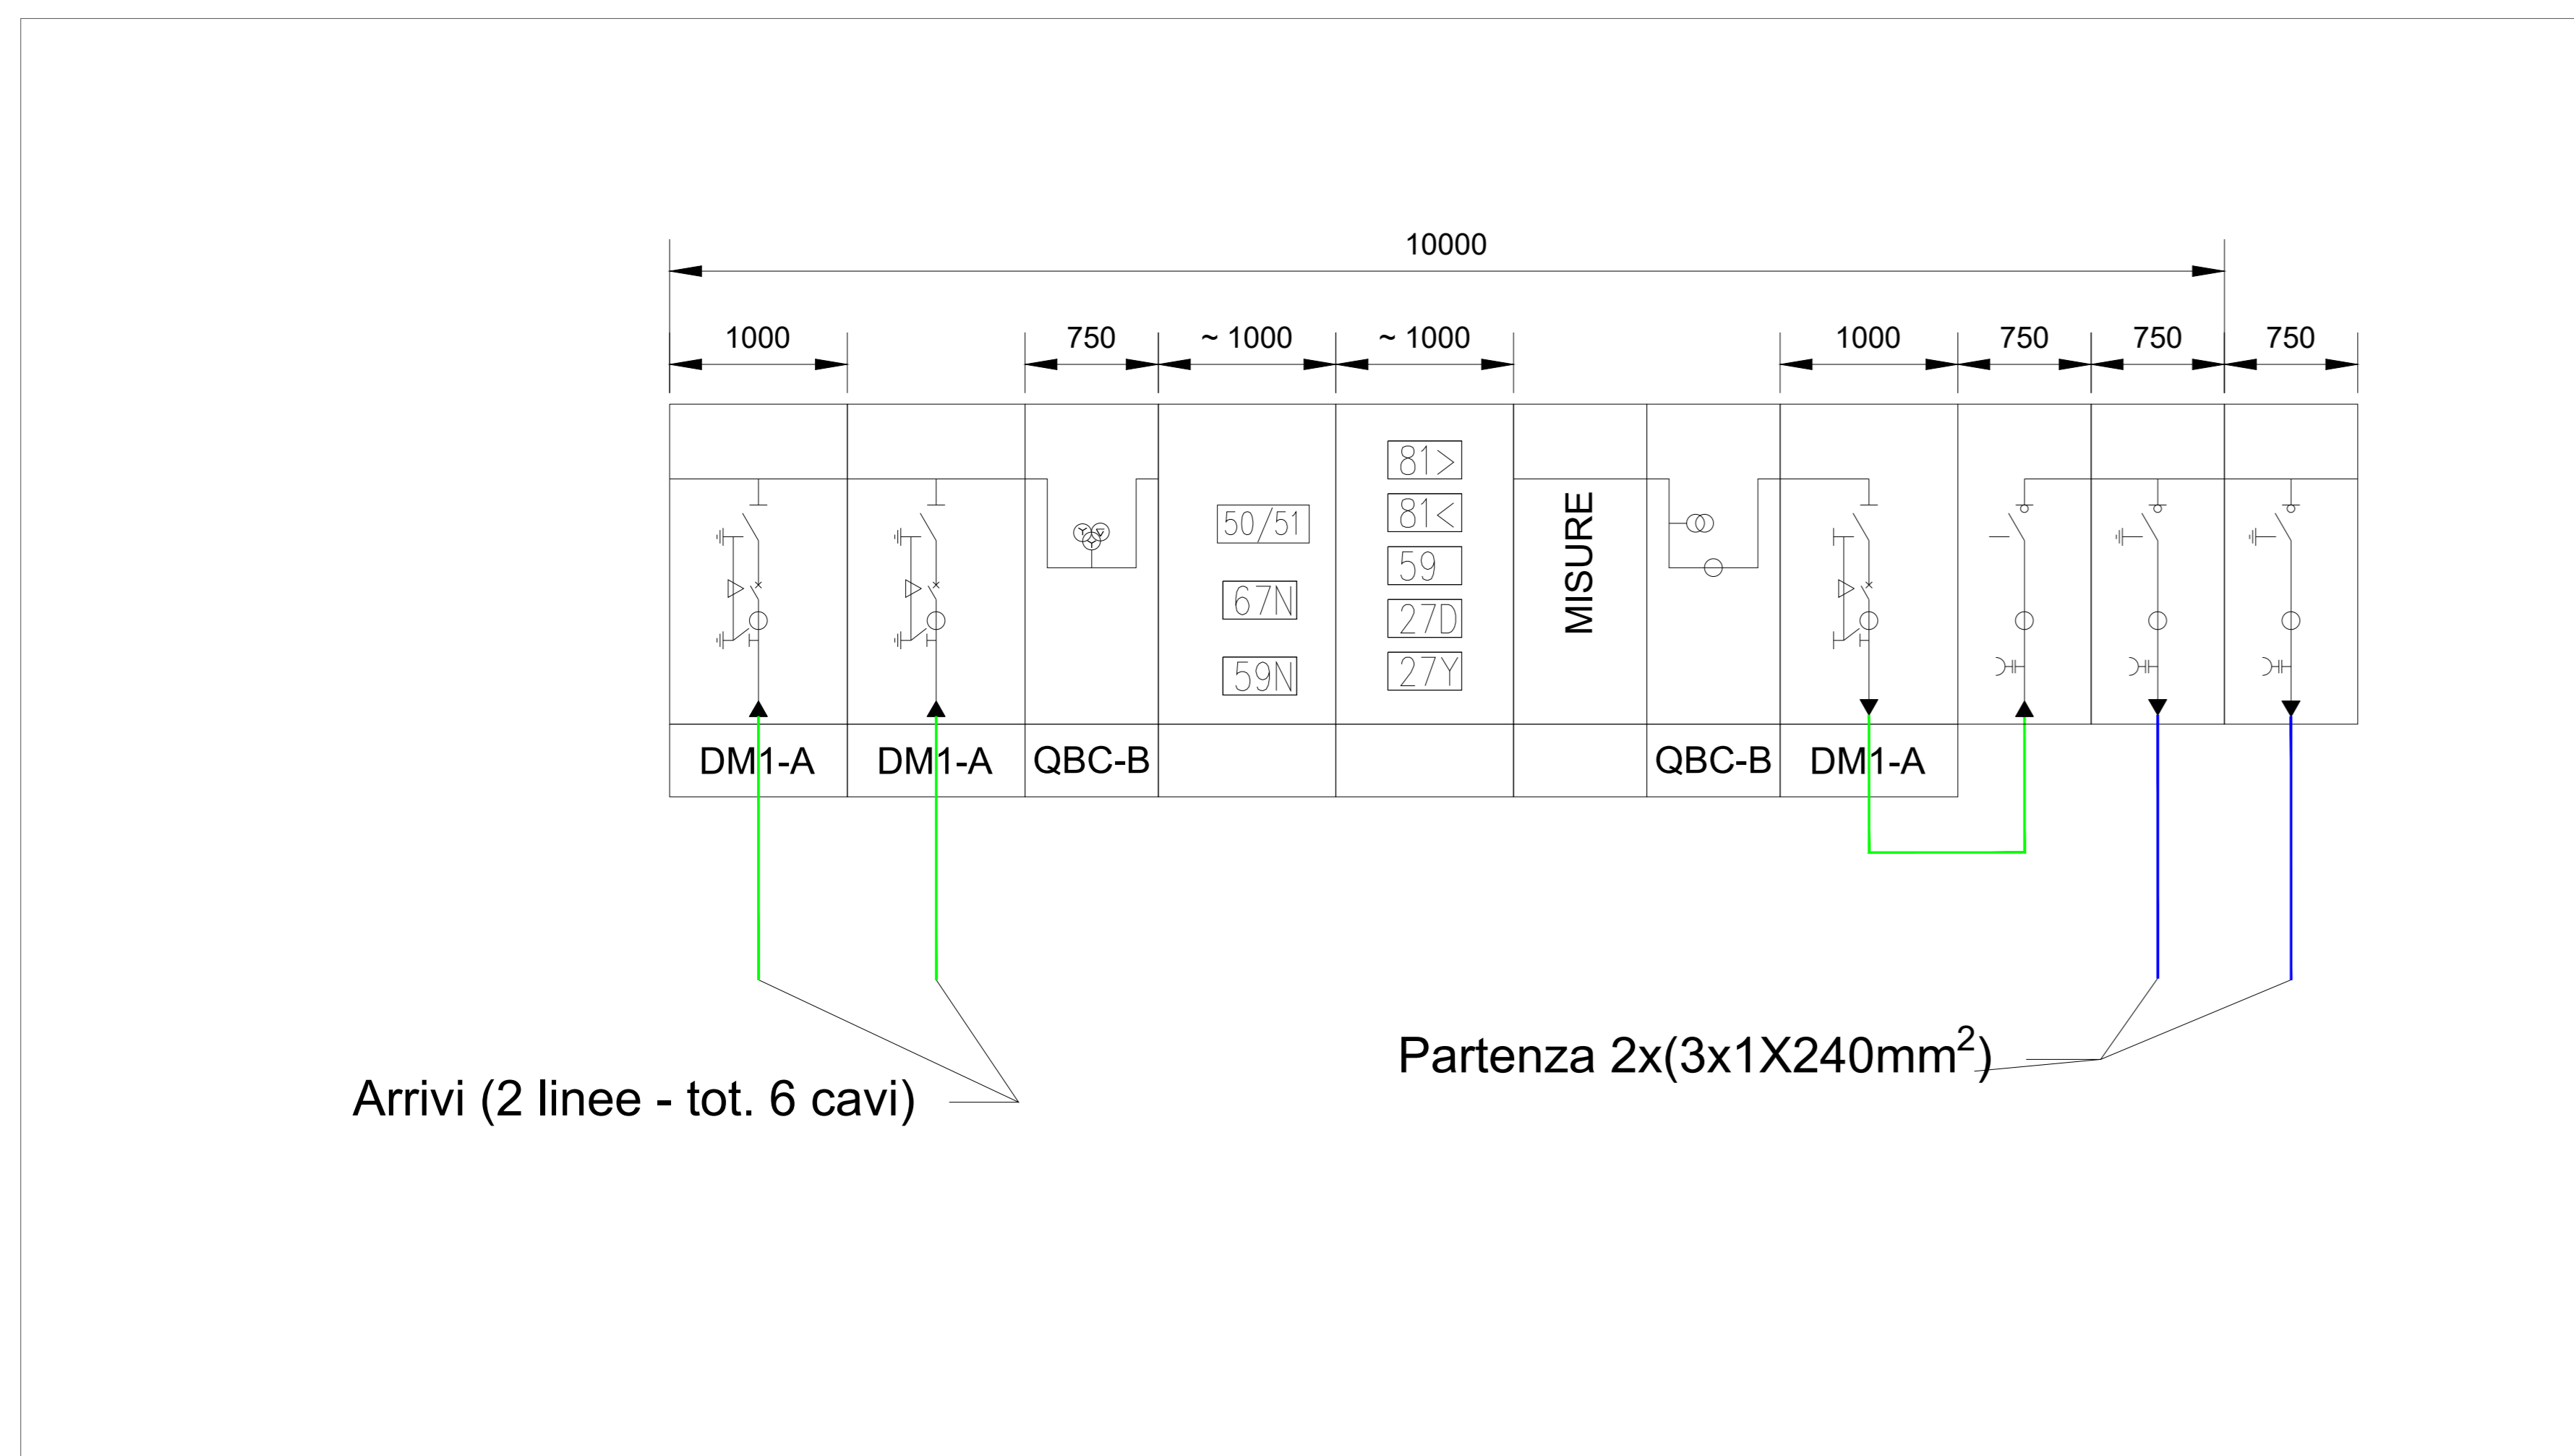 10000
1000
750
~ 1000
~ 1000
1000
750
750
750
50/51
67N
59N
81>
81<
59
27D
27Y
MISURE
DM1-A
DM1-A
QBC-B
QBC-B
DM1-A
Partenza 2x(3x1X240mm²)
Arrivi (2 linee - tot. 6 cavi)